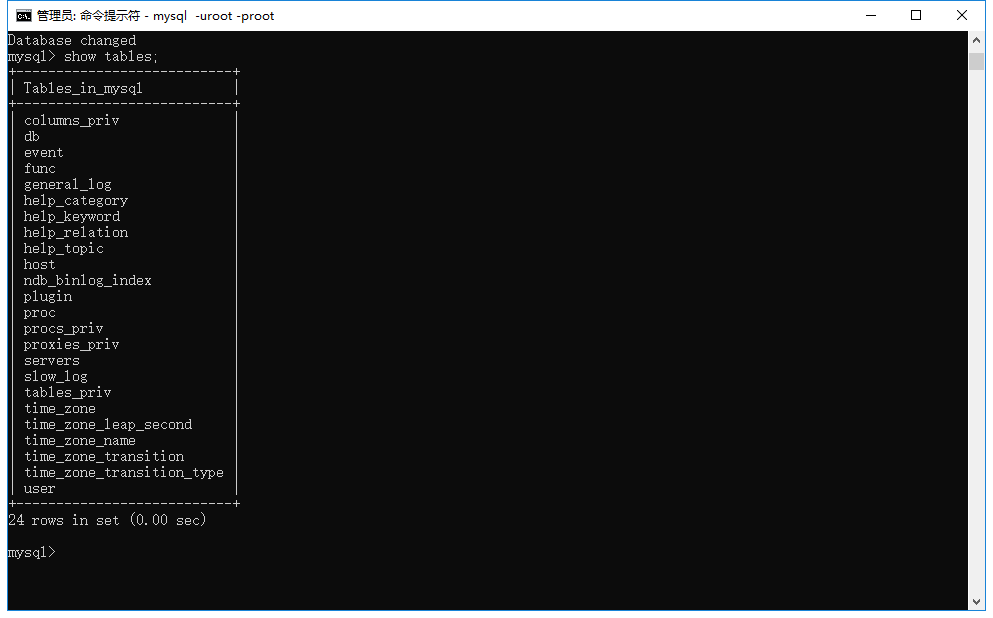 管理员: 命令提示符 - mysql  -uroot -proot
Database changed
mysql> show tables;
+---------------------------+
| Tables_in_mysql           |
+---------------------------+
| columns_priv              |
| db                        |
| event                     |
| func                      |
| general_log               |
| help_category             |
| help_keyword              |
| help_relation             |
| help_topic                |
| host                      |
| ndb_binlog_index          |
| plugin                    |
| proc                      |
| procs_priv                |
| proxies_priv              |
| servers                   |
| slow_log                  |
| tables_priv               |
| time_zone                 |
| time_zone_leap_second     |
| time_zone_name            |
| time_zone_transition      |
| time_zone_transition_type |
| user                      |
+---------------------------+
24 rows in set (0.00 sec)
mysql>